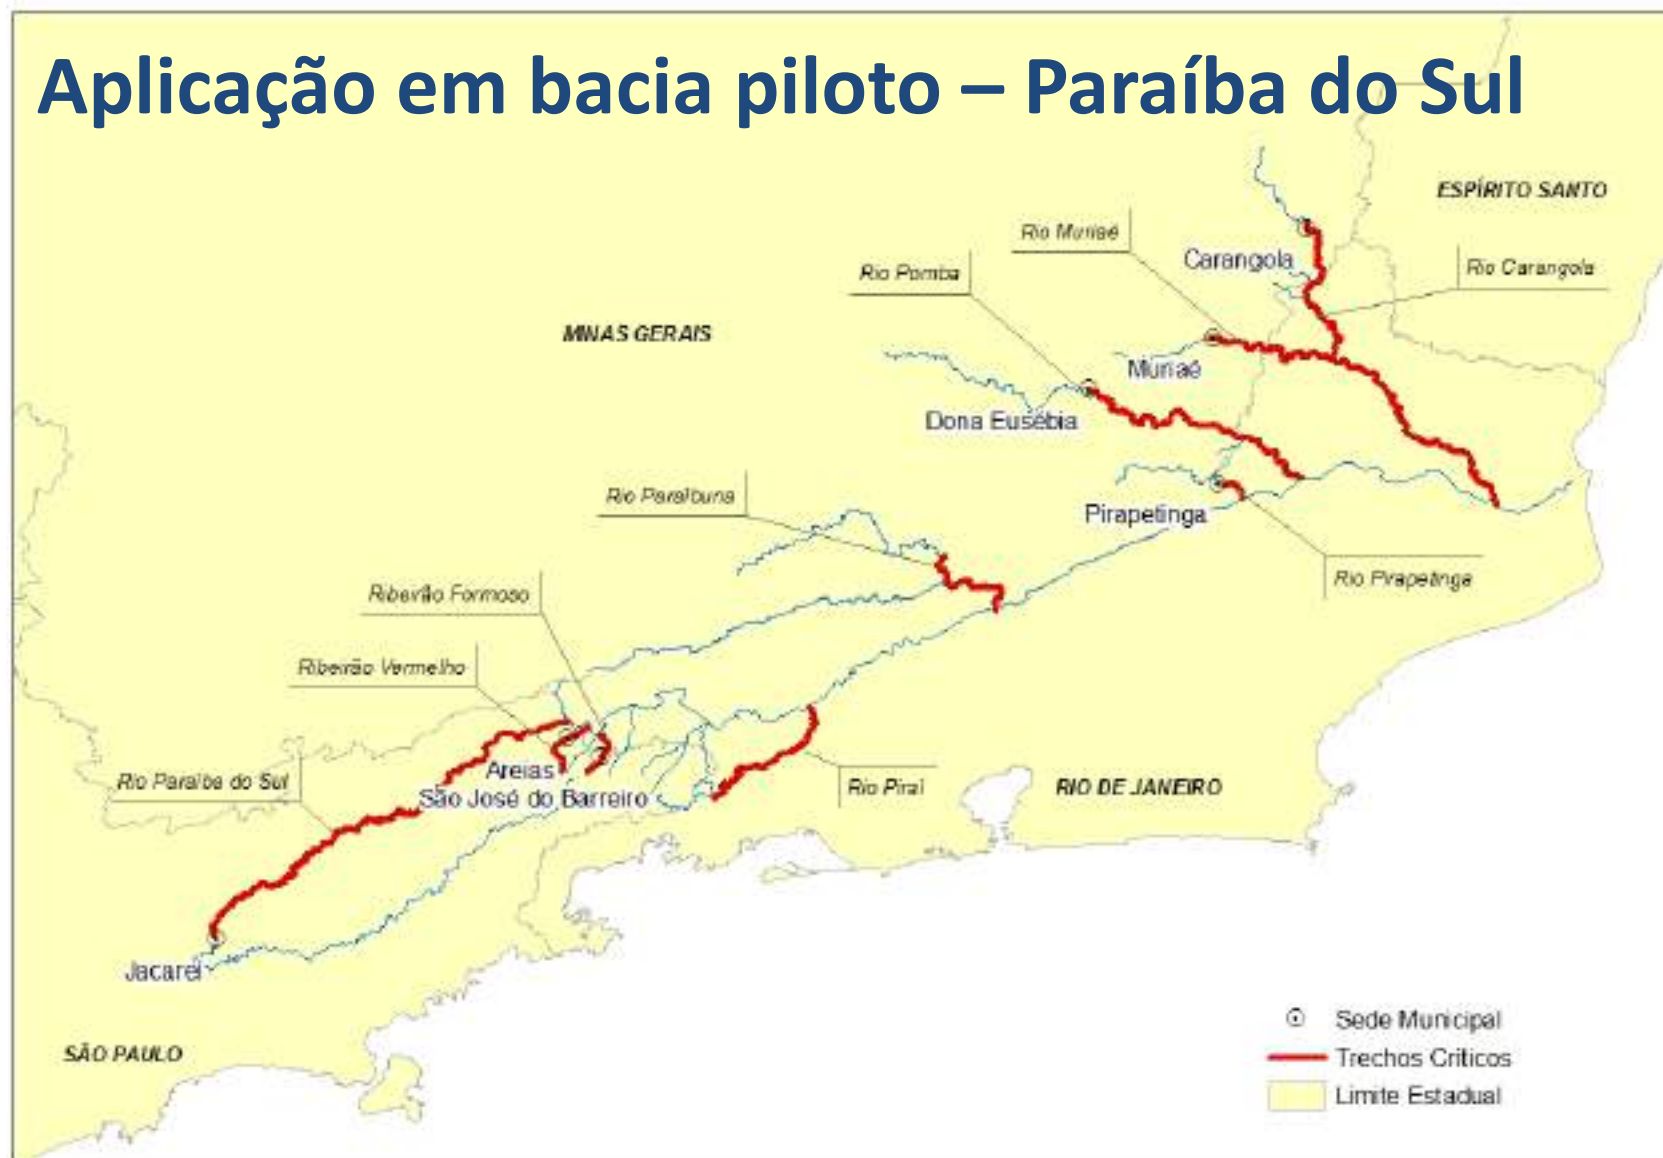 Aplicação em bacia piloto – Paraíba do Sul
ESPÍRITO SANTO
Rio Muriaé
Carangola
Rio Carangola
Rio Pomba
MINAS GERAIS
Muriaé
Dona Eusébia
Rio Paraibuna
Pirapetinga
Rio Pirapetinga
Ribeirão Formoso
Ribeirão Vermelho
Areias
Rio Paraíba do Sul
São José do Barreiro
Rio Piraí
RIO DE JANEIRO
Jacareí
SÃO PAULO
Sede Municipal
Trechos Críticos
Limite Estadual